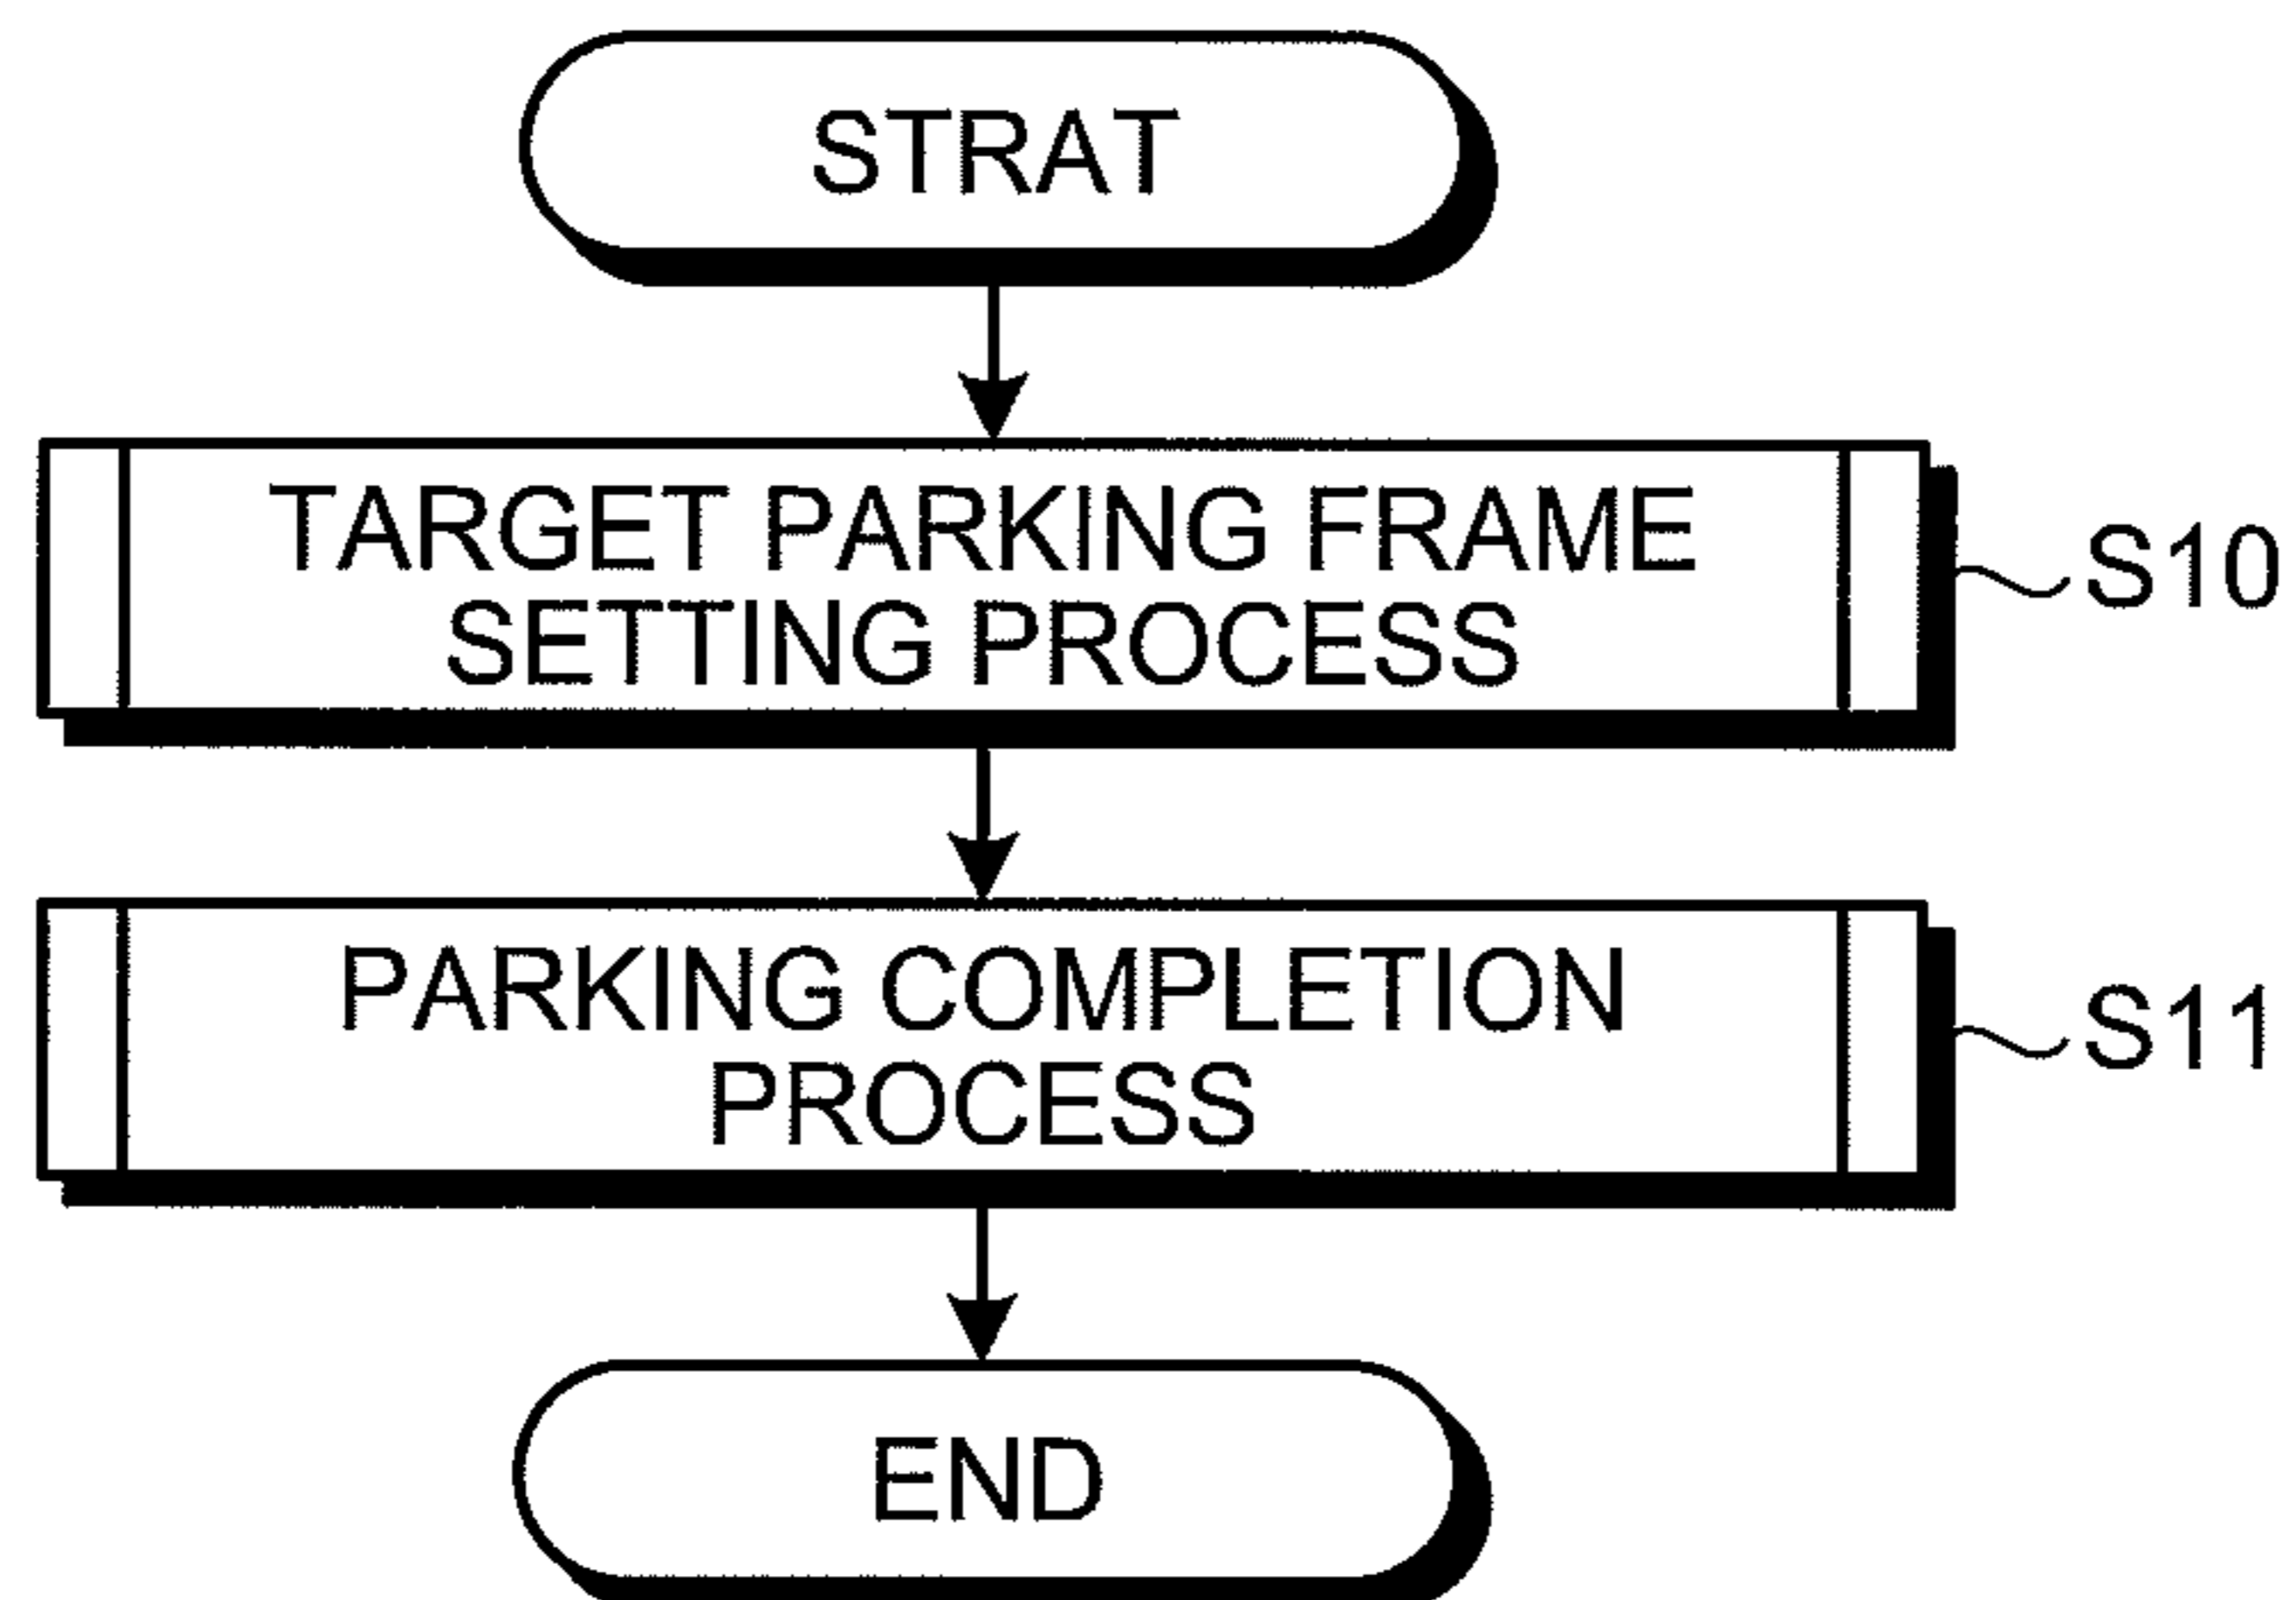 STRAT
TARGET PARKING FRAME
SETTING PROCESS
S10
PARKING COMPLETION
PROCESS
S11
END